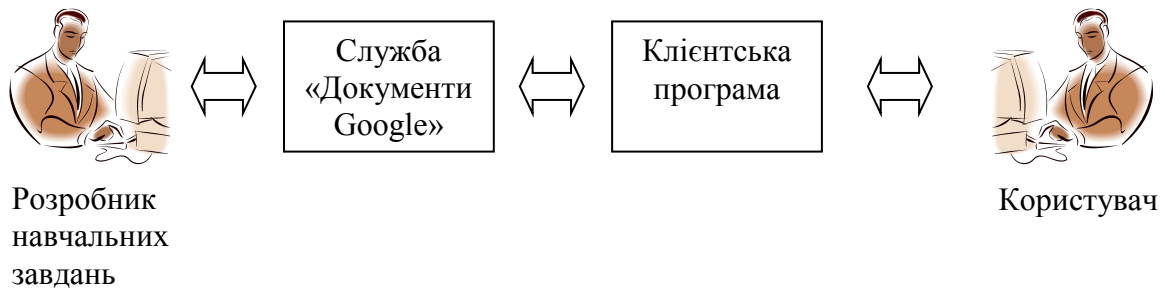 Служба
«Документи
Google»
Клієнтська
програма
Розробник
навчальних
завдань
Користувач